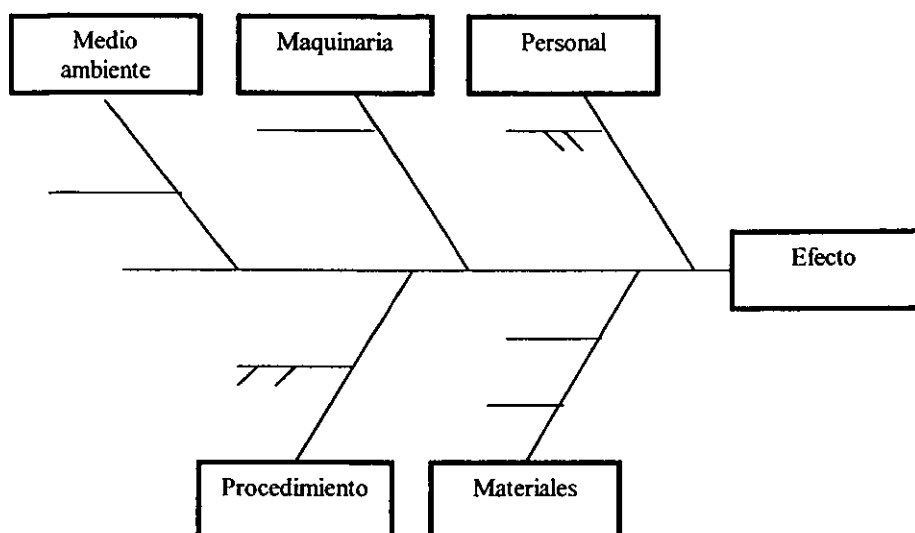 Medio
ambiente
Maquinaria
Personal
Efecto
Procedimiento
Materiales